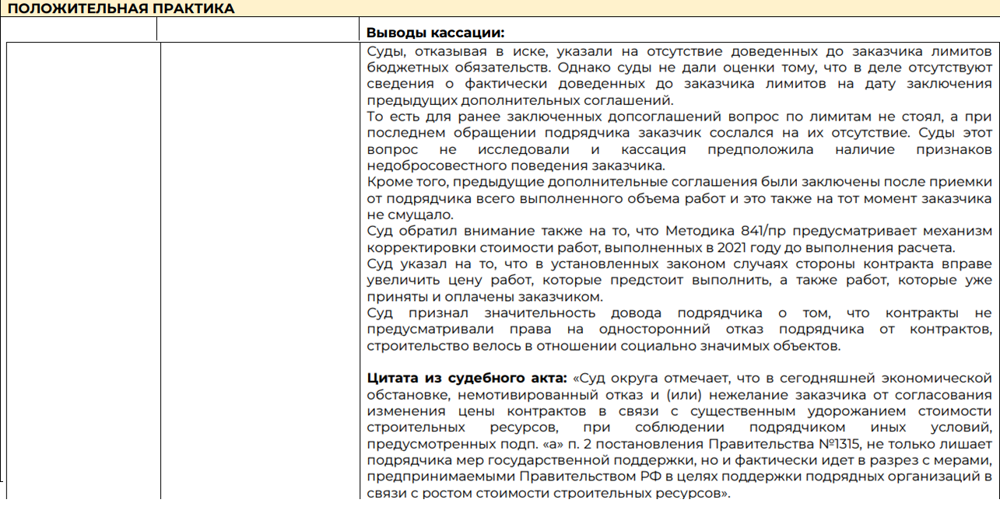 ПОЛОЖИТЕЛЬНАЯ ПРАКТИКА
Выводы кассации:
Суды, отказывая в иске, указали на отсутствие доведенных до заказчика лимитов
бюджетных обязательств. Однако суды не дали оценки тому, что в деле отсутствуют
сведения о фактически доведенных до заказчика лимитов на дату заключения
предыдущих дополнительных соглашений.
То есть для ранее заключенных допсоглашений вопрос по лимитам не стоял, а при
последнем обращении подрядчика заказчик сослался на их отсутствие. Суды этот
вопрос не исследовали и кассация предположила наличие признаков
недобросовестного поведения заказчика.
Кроме того, предыдущие дополнительные соглашения были заключены после приемки
от подрядчика всего выполненного объема работ и это также на тот момент заказчика
не смущало.
Суд обратил внимание также на то, что Методика 841/пр предусматривает механизм
корректировки стоимости работ, выполненных в 2021 году до выполнения расчета.
Суд указал на то, что в установленных законом случаях стороны контракта вправе
увеличить цену работ, которые предстоит выполнить, а также работ, которые уже
приняты и оплачены заказчиком.
Суд признал значительность довода подрядчика о том, что контракты не
предусматривали права на односторонний отказ подрядчика от контрактов,
строительство велось в отношении социально значимых объектов.
Цитата из судебного акта: «Суд округа отмечает, что в сегодняшней экономической
обстановке, немотивированный отказ и (или) нежелание заказчика от согласования
изменения цены контрактов в связи с существенным удорожанием стоимости
строительных ресурсов, при соблюдении подрядчиком иных условий,
предусмотренных подп. «а» п. 2 постановления Правительства №1315, не только лишает
подрядчика мер государственной поддержки, но и фактически идет в разрез с мерами,
предпринимаемыми Правительством РФ в целях поддержки подрядных организаций в
связи с ростом стоимости строительных ресурсов».